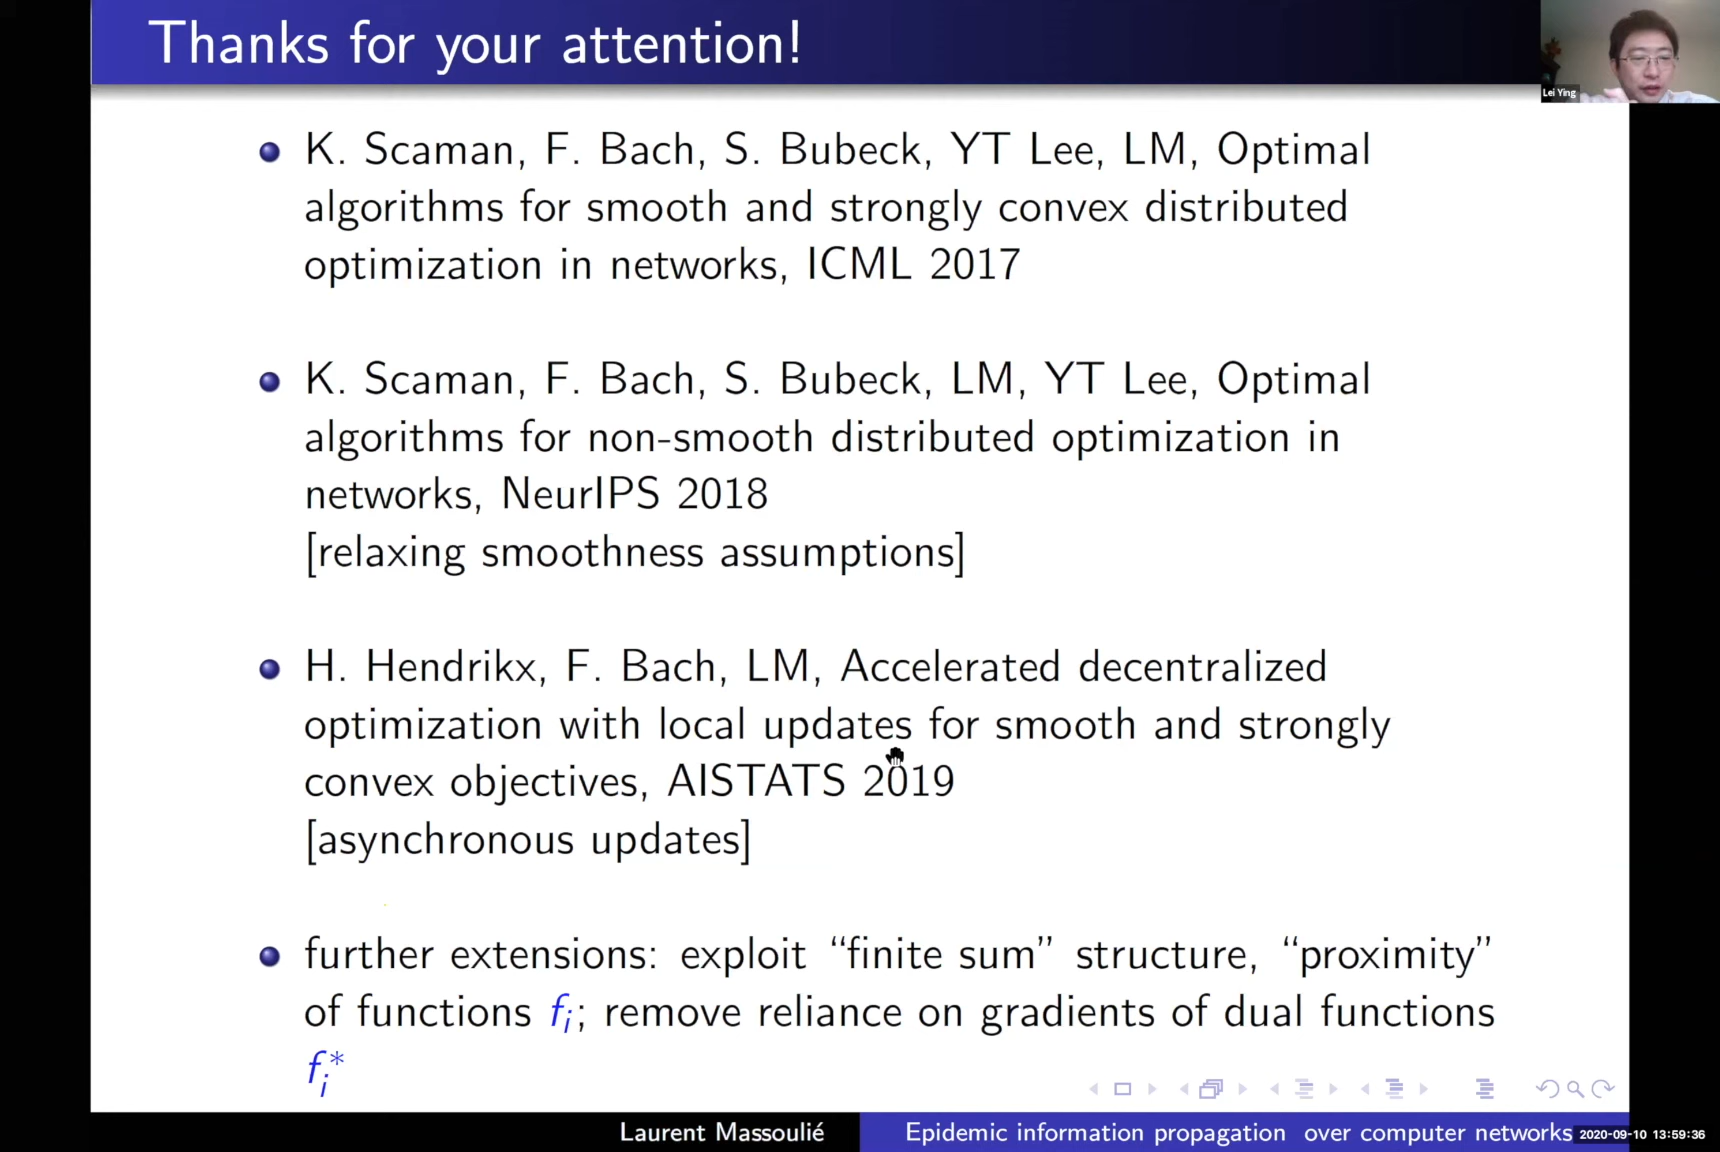 Thanks for your attention!
Lei Ying
K. Scaman, F. Bach, S. Bubeck, YT Lee, LM, Optimal
algorithms for smooth and strongly convex distributed
optimization in networks, ICML 2017
K. Scaman, F. Bach, S. Bubeck, LM, YT Lee, Optimal
algorithms for non-smooth distributed optimization in
networks, NeurIPS 2018
[relaxing smoothness assumptions]
H. Hendrikx, F. Bach, LM, Accelerated decentralized
optimization with local updates for smooth and strongly
convex objectives, AISTATS 2019
[asynchronous updates]
further extensions: exploit “finite sum” structure, “proximity”
of functions f_i; remove reliance on gradients of dual functions
f_i^*
Laurent Massoulié
Epidemic information propagation over computer networks
2020-09-10 13:59:36